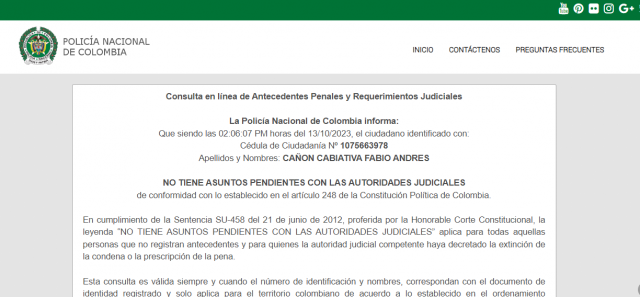 You Tube G+
POLICÍA NACIONAL
DE COLOMBIA
INICIO CONTÁCTENOS PREGUNTAS FRECUENTES
Consulta en línea de Antecedentes Penales y Requerimientos Judiciales
La Policía Nacional de Colombia informa:
Que siendo las 02:06:07 PM horas del 13/10/2023, el ciudadano identificado con:
Cédula de Ciudadanía Nº 1075663978
Apellidos y Nombres: CAÑON CABIATIVA FABIO ANDRES
NO TIENE ASUNTOS PENDIENTES CON LAS AUTORIDADES JUDICIALES
de conformidad con lo establecido en el artículo 248 de la Constitución Política de Colombia.
En cumplimiento de la Sentencia SU-458 del 21 de junio de 2012, proferida por la Honorable Corte Constitucional, la
leyenda "NO TIENE ASUNTOS PENDIENTES CON LAS AUTORIDADES JUDICIALES" aplica para todas aquellas
personas que no registran antecedentes y para quienes la autoridad judicial competente haya decretado la extinción de
la condena o la prescripción de la pena.
Esta consulta es válida siempre y cuando el número de identificación y nombres, correspondan con el documento de
identidad registrado y solo aplica para el territorio colombiano de acuerdo a lo establecido en el ordenamiento